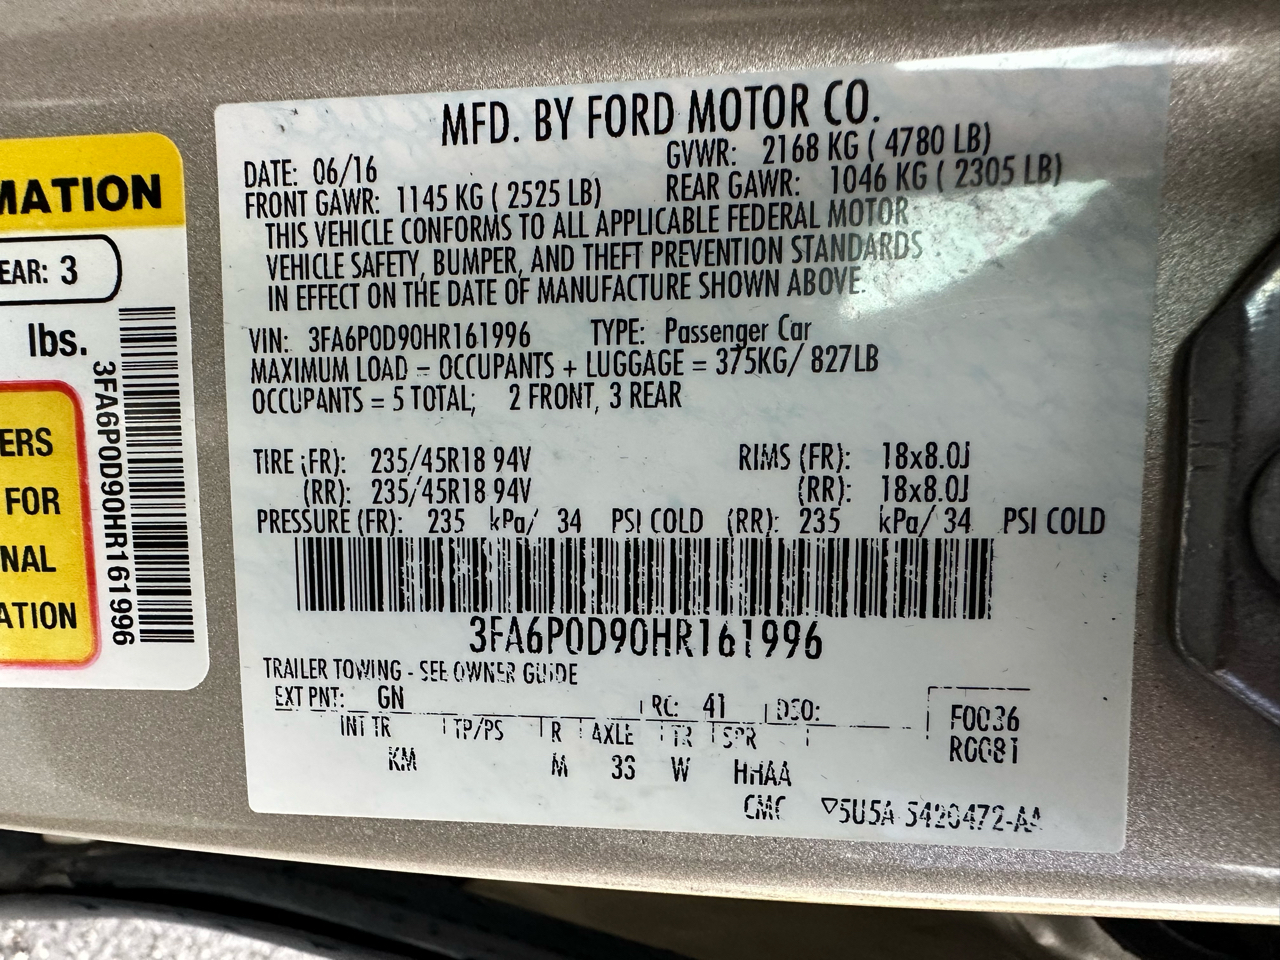 MATION
EAR: 3
lbs.
ERS
FOR
NAL
ATION
3FA6P0D90HR161996
MFD. BY FORD MOTOR CO.
DATE: 06/16 GVWR: 2168 KG ( 4780 LB)
FRONT GAWR: 1145 KG ( 2525 LB) REAR GAWR: 1046 KG ( 2305 LB)
THIS VEHICLE CONFORMS TO ALL APPLICABLE FEDERAL MOTOR
VEHICLE SAFETY, BUMPER, AND THEFT PREVENTION STANDARDS
IN EFFECT ON THE DATE OF MANUFACTURE SHOWN ABOVE.
VIN: 3FA6P0D90HR161996 TYPE: Passenger Car
MAXIMUM LOAD - OCCUPANTS + LUGGAGE = 375KG/ 827LB
OCCUPANTS = 5 TOTAL; 2 FRONT, 3 REAR
TIRE (FR): 235/45R18 94V RIMS (FR): 18x8.0J
(RR): 235/45R18 94V (RR): 18x8.0J
PRESSURE (FR): 235 kPa/ 34 PSI COLD (RR): 235 kPa/ 34 PSI COLD
3FA6P0D90HR161996
TRAILER TOWING - SEE OWNER GUIDE
EXT PNT: GN RC: 41 DSO:
INT TR TP/PS R AXLE TR SPR
KM M 33 W HHAA
F0036
R0081
CMC ▽5U5A 5420472-AA